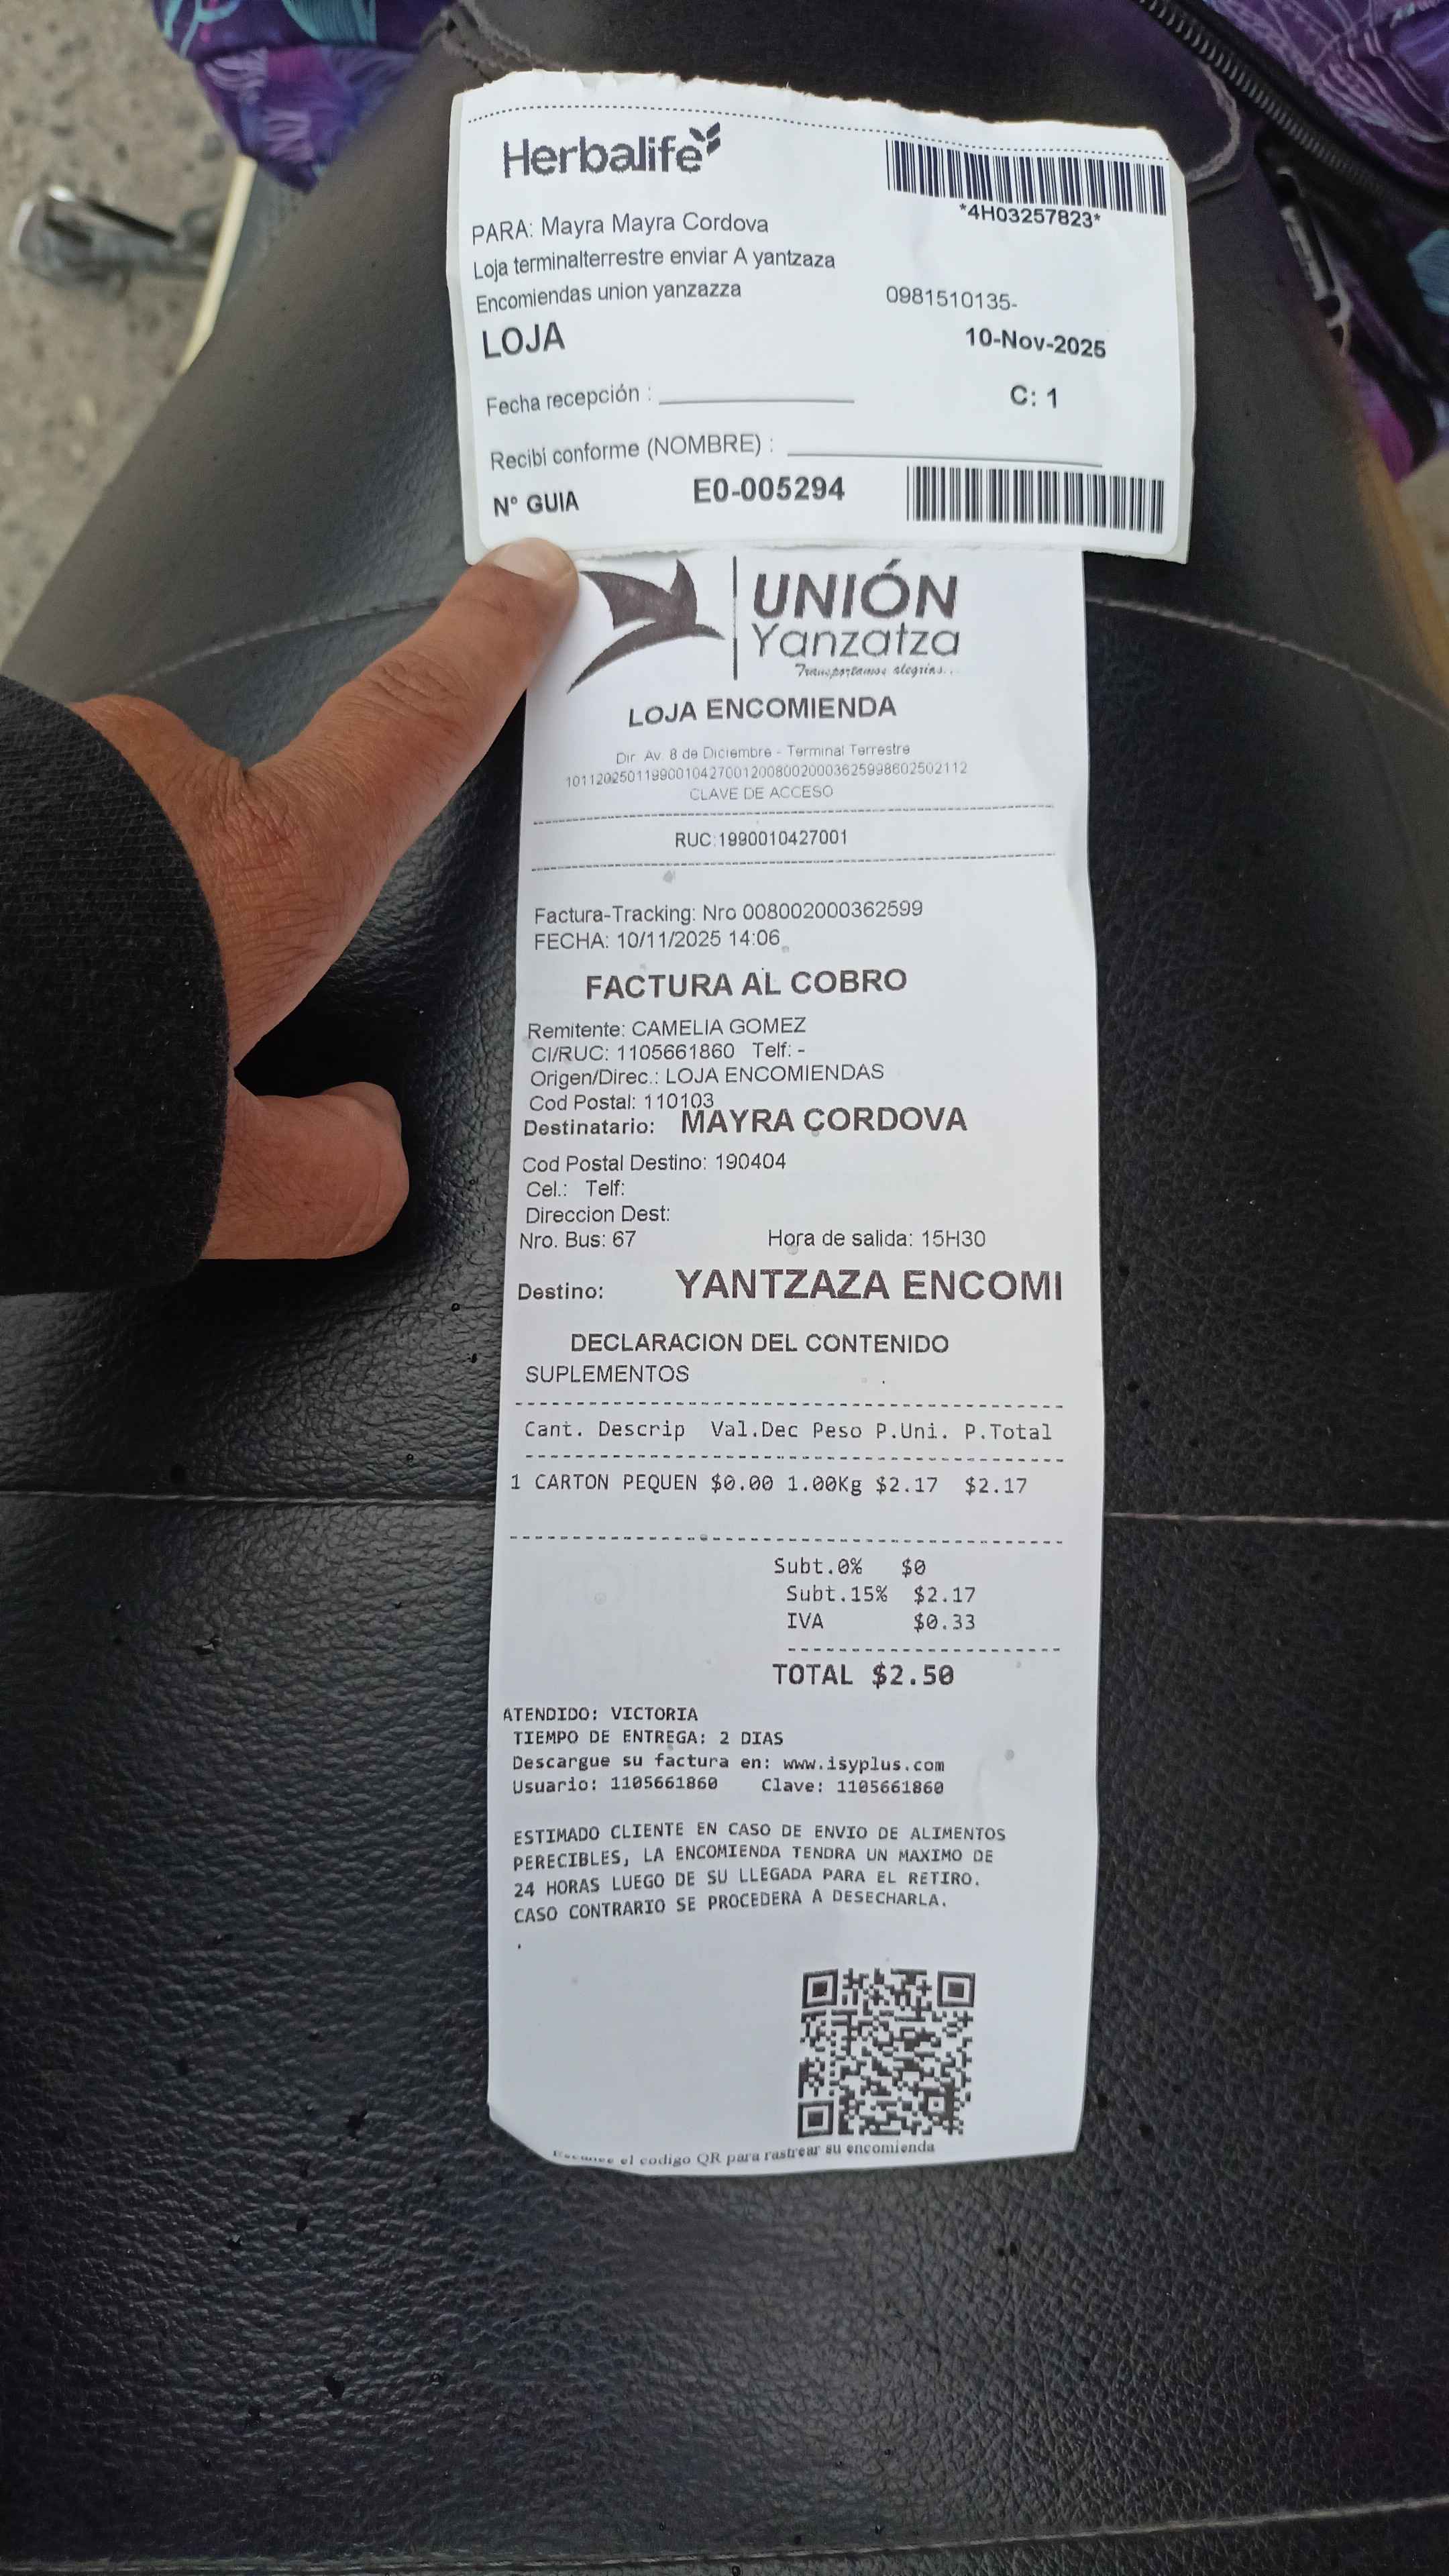 Herbalife
*4H03257823*
PARA: Mayra Mayra Cordova
Loja terminalterrestre enviar A yantzaza
Encomiendas union yanzazza 0981510135-
LOJA 10-Nov-2025
Fecha recepción : C: 1
Recibi conforme (NOMBRE) :
N° GUIA E0-005294
UNIÓN
Yanzatza
Transportamos alegrias...
LOJA ENCOMIENDA
Dir Av. 8 de Diciembre - Terminal Terrestre
1011202501199001042700120080020003625998602502112
CLAVE DE ACCESO
RUC:1990010427001
Factura-Tracking: Nro 008002000362599
FECHA: 10/11/2025 14:06
FACTURA AL COBRO
Remitente: CAMELIA GOMEZ
CI/RUC: 1105661860 Telf: -
Origen/Direc.: LOJA ENCOMIENDAS
Cod Postal: 110103
Destinatario: MAYRA CORDOVA
Cod Postal Destino: 190404
Cel.: Telf:
Direccion Dest:
Nro. Bus: 67 Hora de salida: 15H30
Destino: YANTZAZA ENCOMI
DECLARACION DEL CONTENIDO
SUPLEMENTOS
Cant. Descrip Val.Dec Peso P.Uni. P.Total
1 CARTON PEQUEN $0.00 1.00Kg $2.17 $2.17
Subt.0% $0
Subt.15% $2.17
IVA $0.33
TOTAL $2.50
ATENDIDO: VICTORIA
TIEMPO DE ENTREGA: 2 DIAS
Descargue su factura en: www.isyplus.com
Usuario: 1105661860 Clave: 1105661860
ESTIMADO CLIENTE EN CASO DE ENVIO DE ALIMENTOS
PERECIBLES, LA ENCOMIENDA TENDRA UN MAXIMO DE
24 HORAS LUEGO DE SU LLEGADA PARA EL RETIRO.
CASO CONTRARIO SE PROCEDERA A DESECHARLA.
el codigo QR para rastrear su encomienda